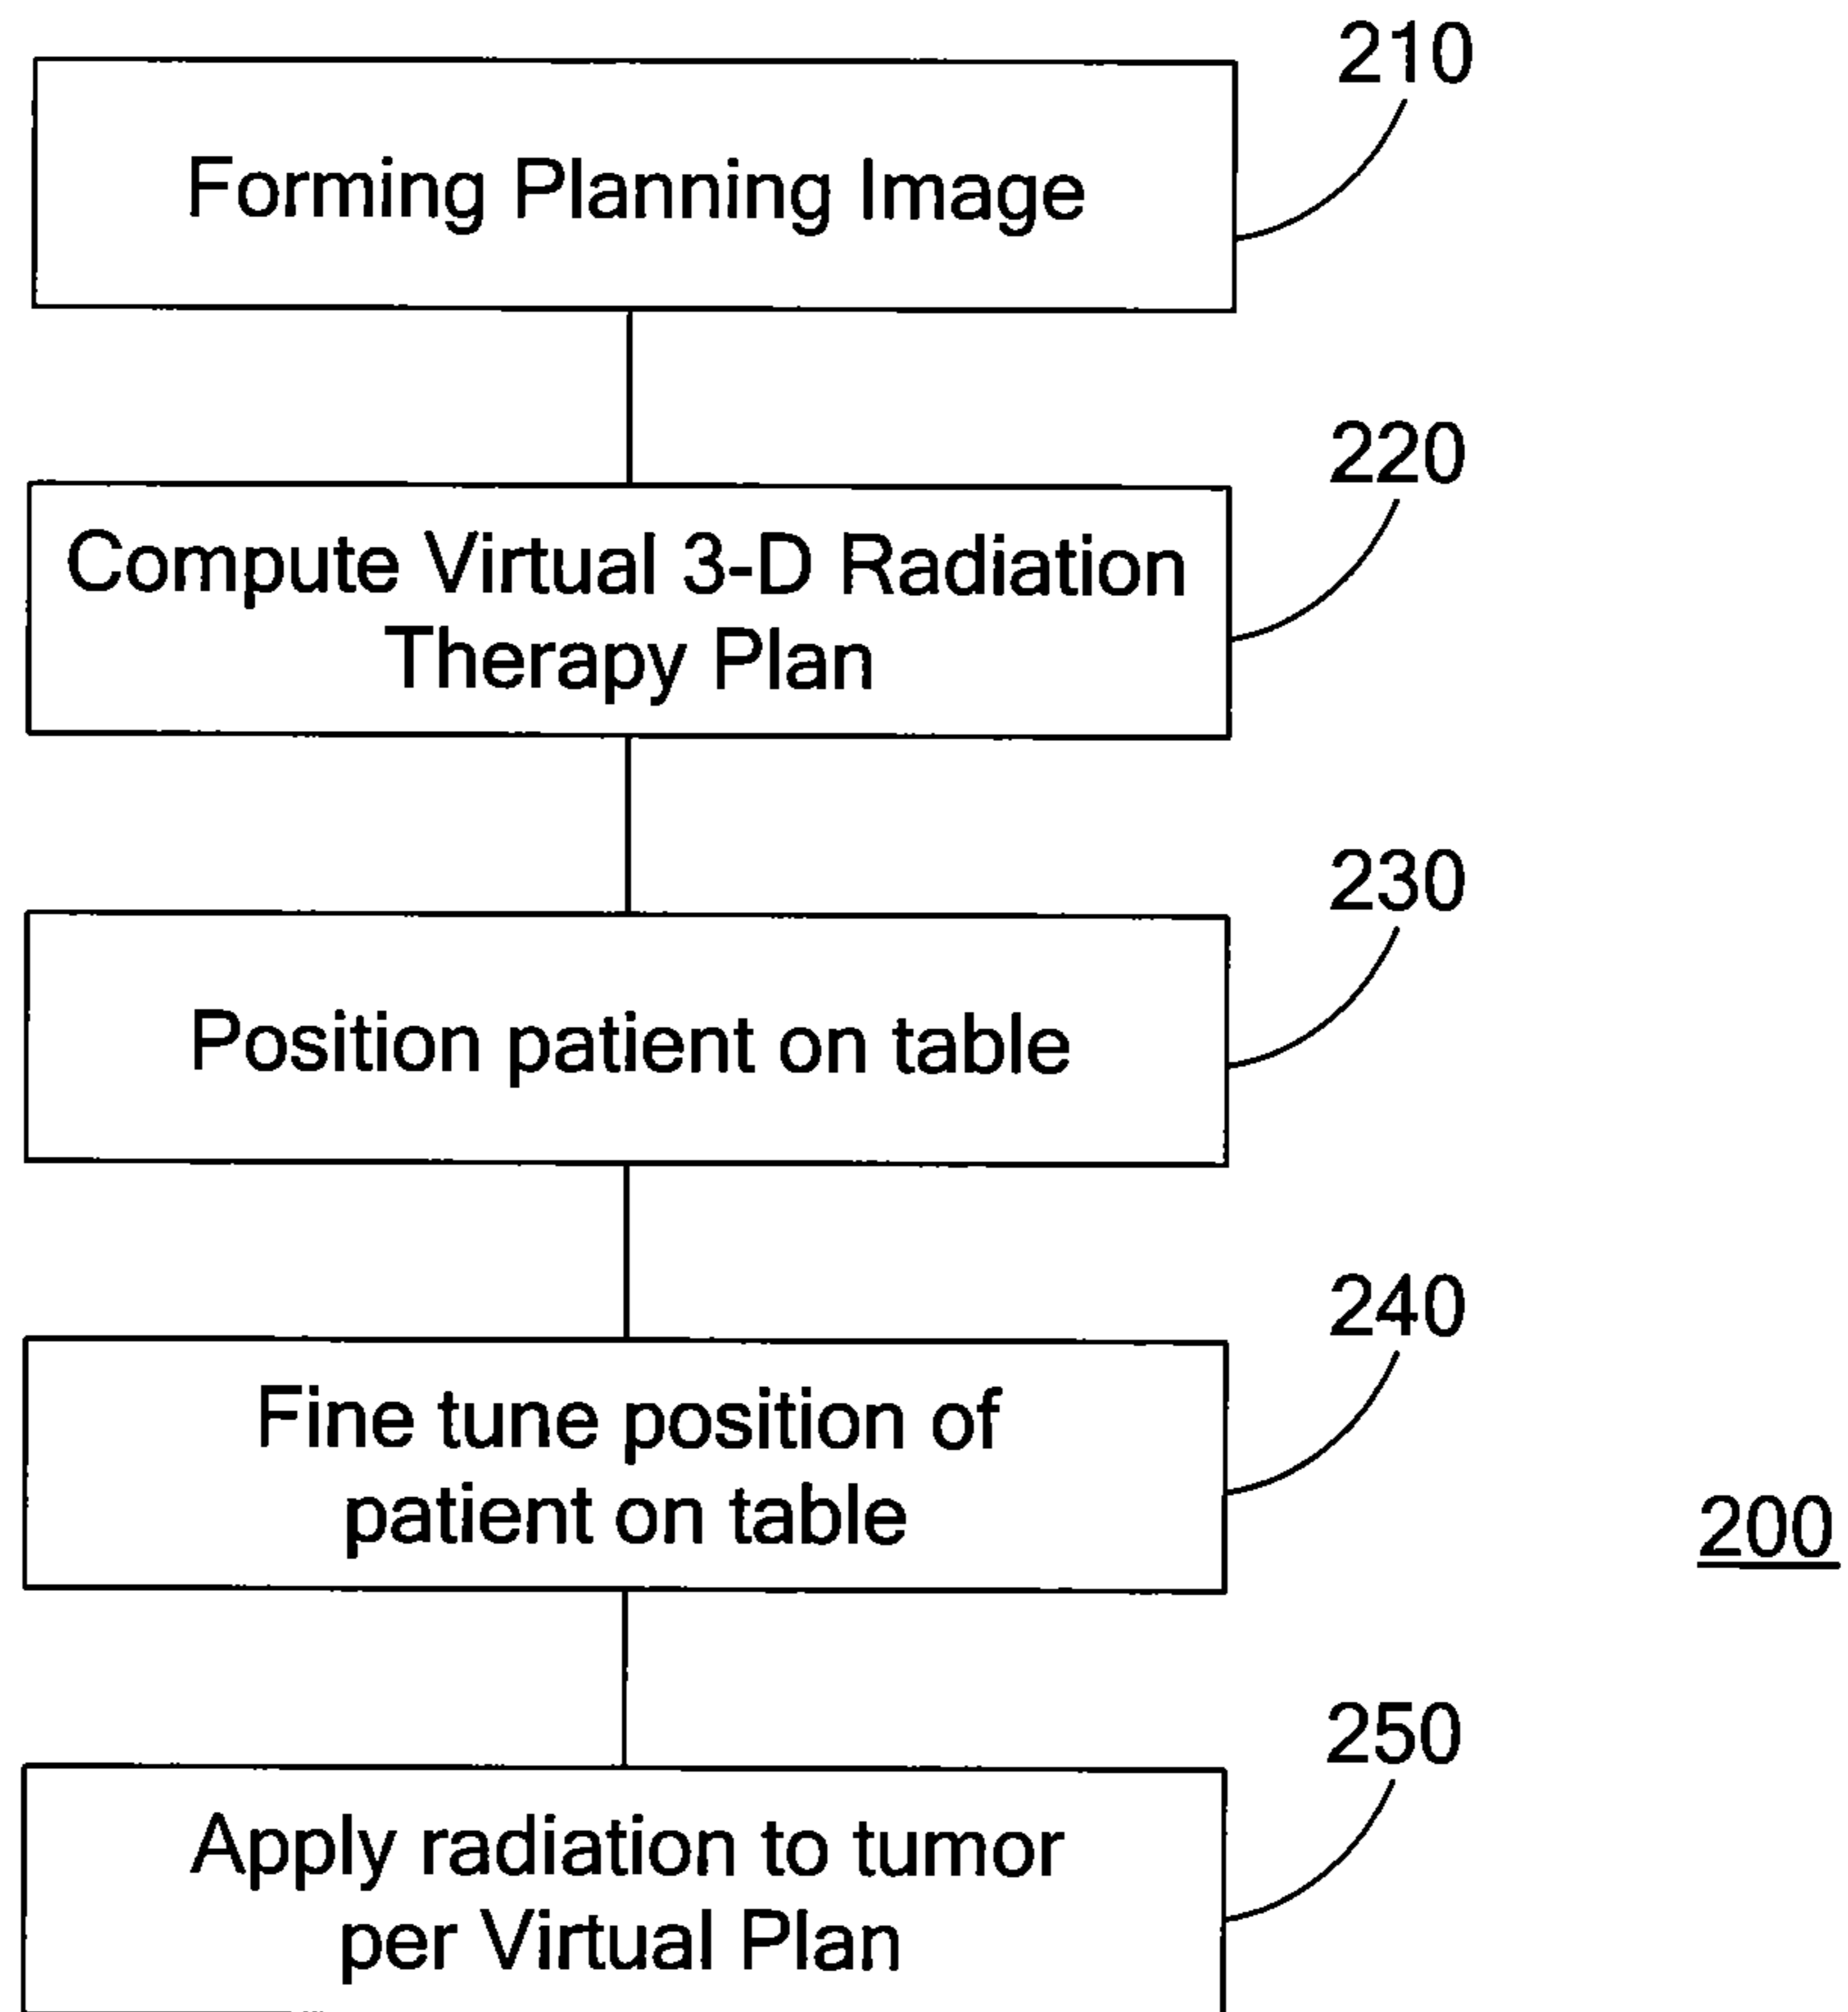 210
Forming Planning Image
220
Compute Virtual 3-D Radiation
Therapy Plan
230
Position patient on table
240
Fine tune position of
patient on table
200
250
Apply radiation to tumor
per Virtual Plan